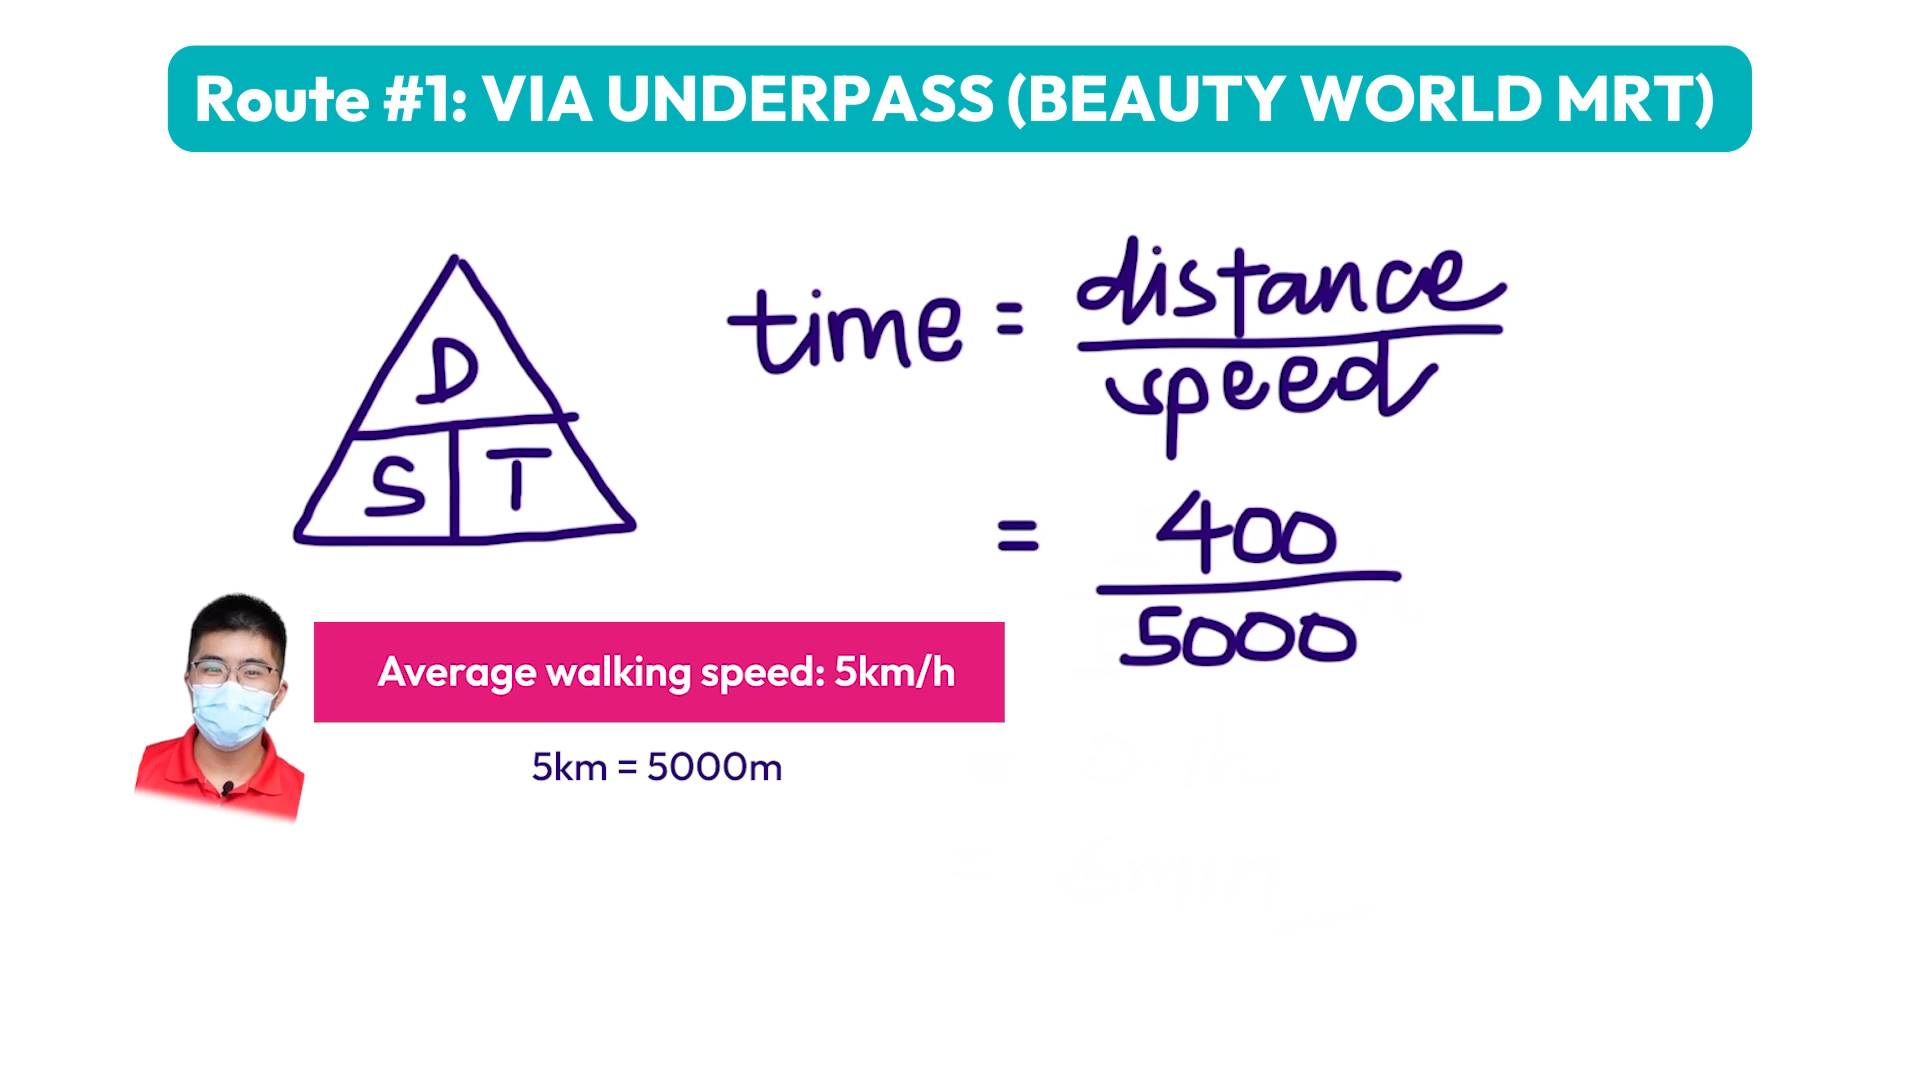 Route #1: VIA UNDERPASS (BEAUTY WORLD MRT)
D
S T
time = distance
speed
= 400
5000
Average walking speed: 5km/h
5km = 5000m